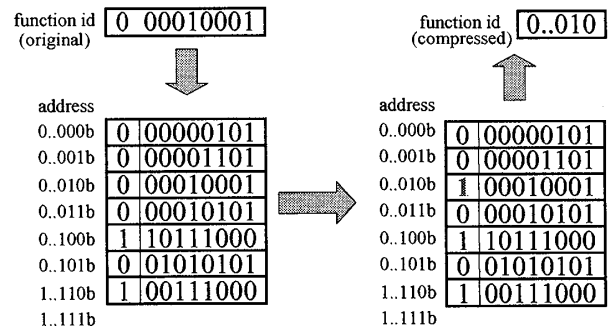 function id
(original)
0 00010001
address
0..000b 0 00000101
0..001b 0 00001101
0..010b 0 00010001
0..011b 0 00010101
0..100b 1 10111000
0..101b 0 01010101
1..110b 1 00111000
1..111b
function id
(compressed)
0..010
address
0..000b 0 00000101
0..001b 0 00001101
0..010b 1 00010001
0..011b 0 00010101
0..100b 1 10111000
0..101b 0 01010101
1..110b 1 00111000
1..111b